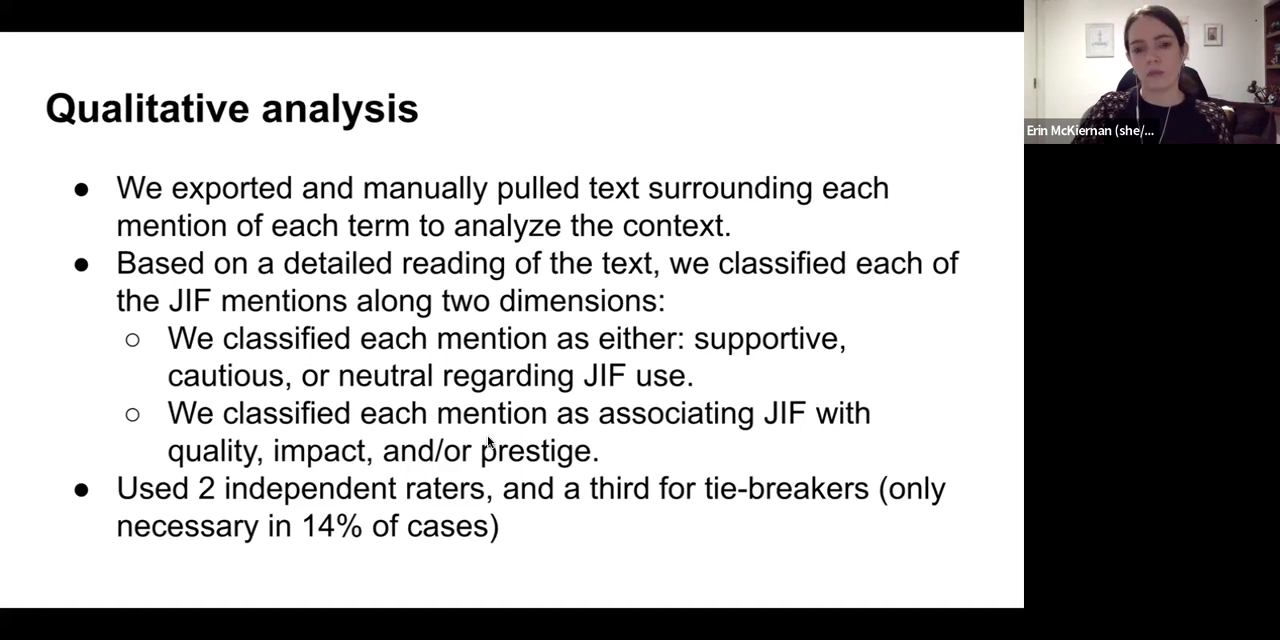 Qualitative analysis
● We exported and manually pulled text surrounding each
mention of each term to analyze the context.
● Based on a detailed reading of the text, we classified each of
the JIF mentions along two dimensions:
○ We classified each mention as either: supportive,
cautious, or neutral regarding JIF use.
○ We classified each mention as associating JIF with
quality, impact, and/or prestige.
● Used 2 independent raters, and a third for tie-breakers (only
necessary in 14% of cases)
Erin McKiernan (she/...